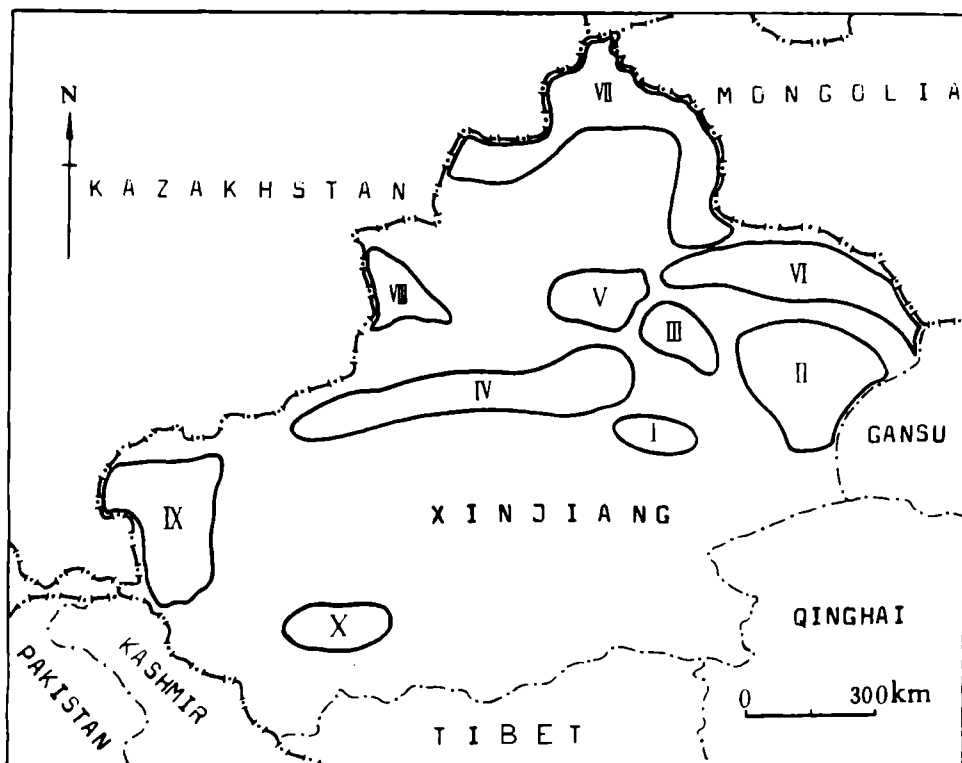 VII
MONGOLIA
N
KAZAKHSTAN
VI
VIII
V
III
II
IV
I
GANSU
IX
XINJIANG
X
QINGHAI
KASHMIR
PAKISTAN
0 300km
TIBET